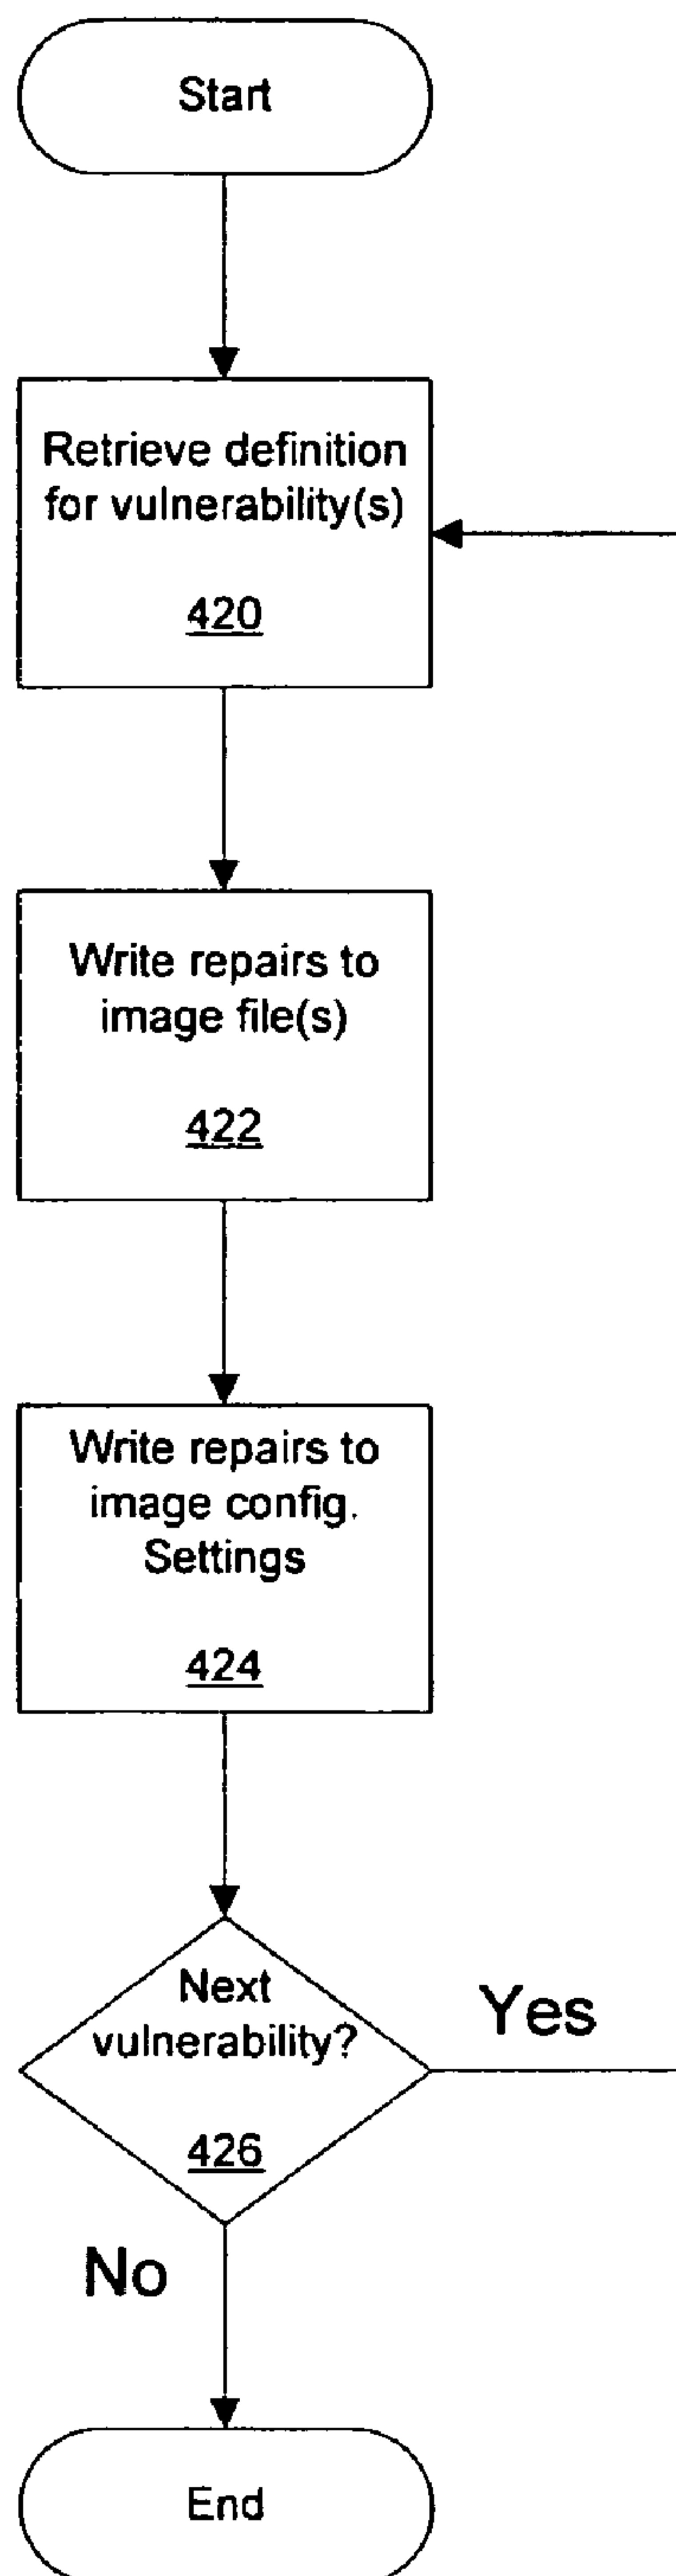 Start
Retrieve definition
for vulnerability(s)
420
Write repairs to
image file(s)
422
Write repairs to
image config.
Settings
424
Next
vulnerability?
426
Yes
No
End